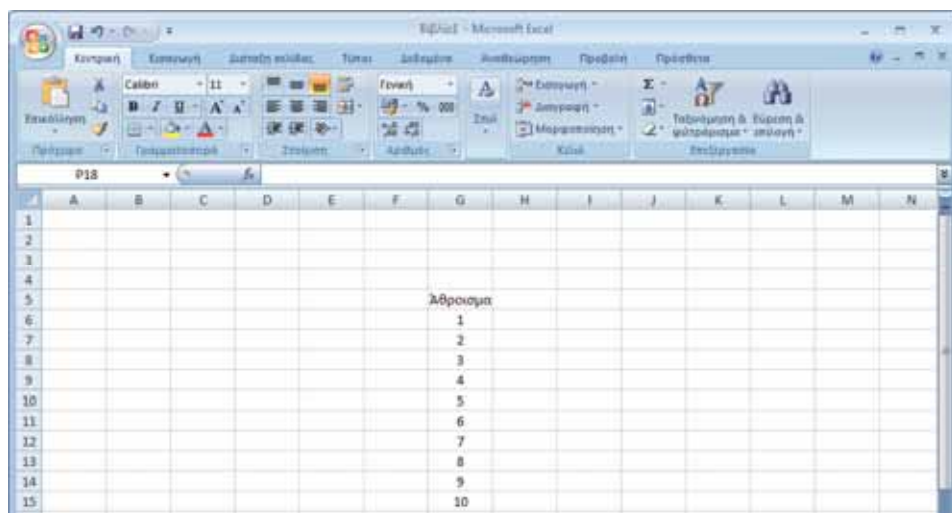 Βιβλίο1 - Microsoft Excel
Κεντρική Εισαγωγή Διάταξη σελίδας Τύποι Δεδομένα Αναθεώρηση Προβολή Πρόσθετα
Calibri 11 Γενική Εισαγωγή
B I U A A % 000 Στυλ Διαγραφή Ταξινόμηση & Εύρεση &
Επικόλληση A Μορφοποίηση φιλτράρισμα επιλογή
Πρόχειρο Γραμματοσειρά Στοίχιση Αριθμός Κελιά Επεξεργασία
P18 fx
A B C D E F G H I J K L M N
1
2
3
4
5 Άθροισμα
6 1
7 2
8 3
9 4
10 5
11 6
12 7
13 8
14 9
15 10